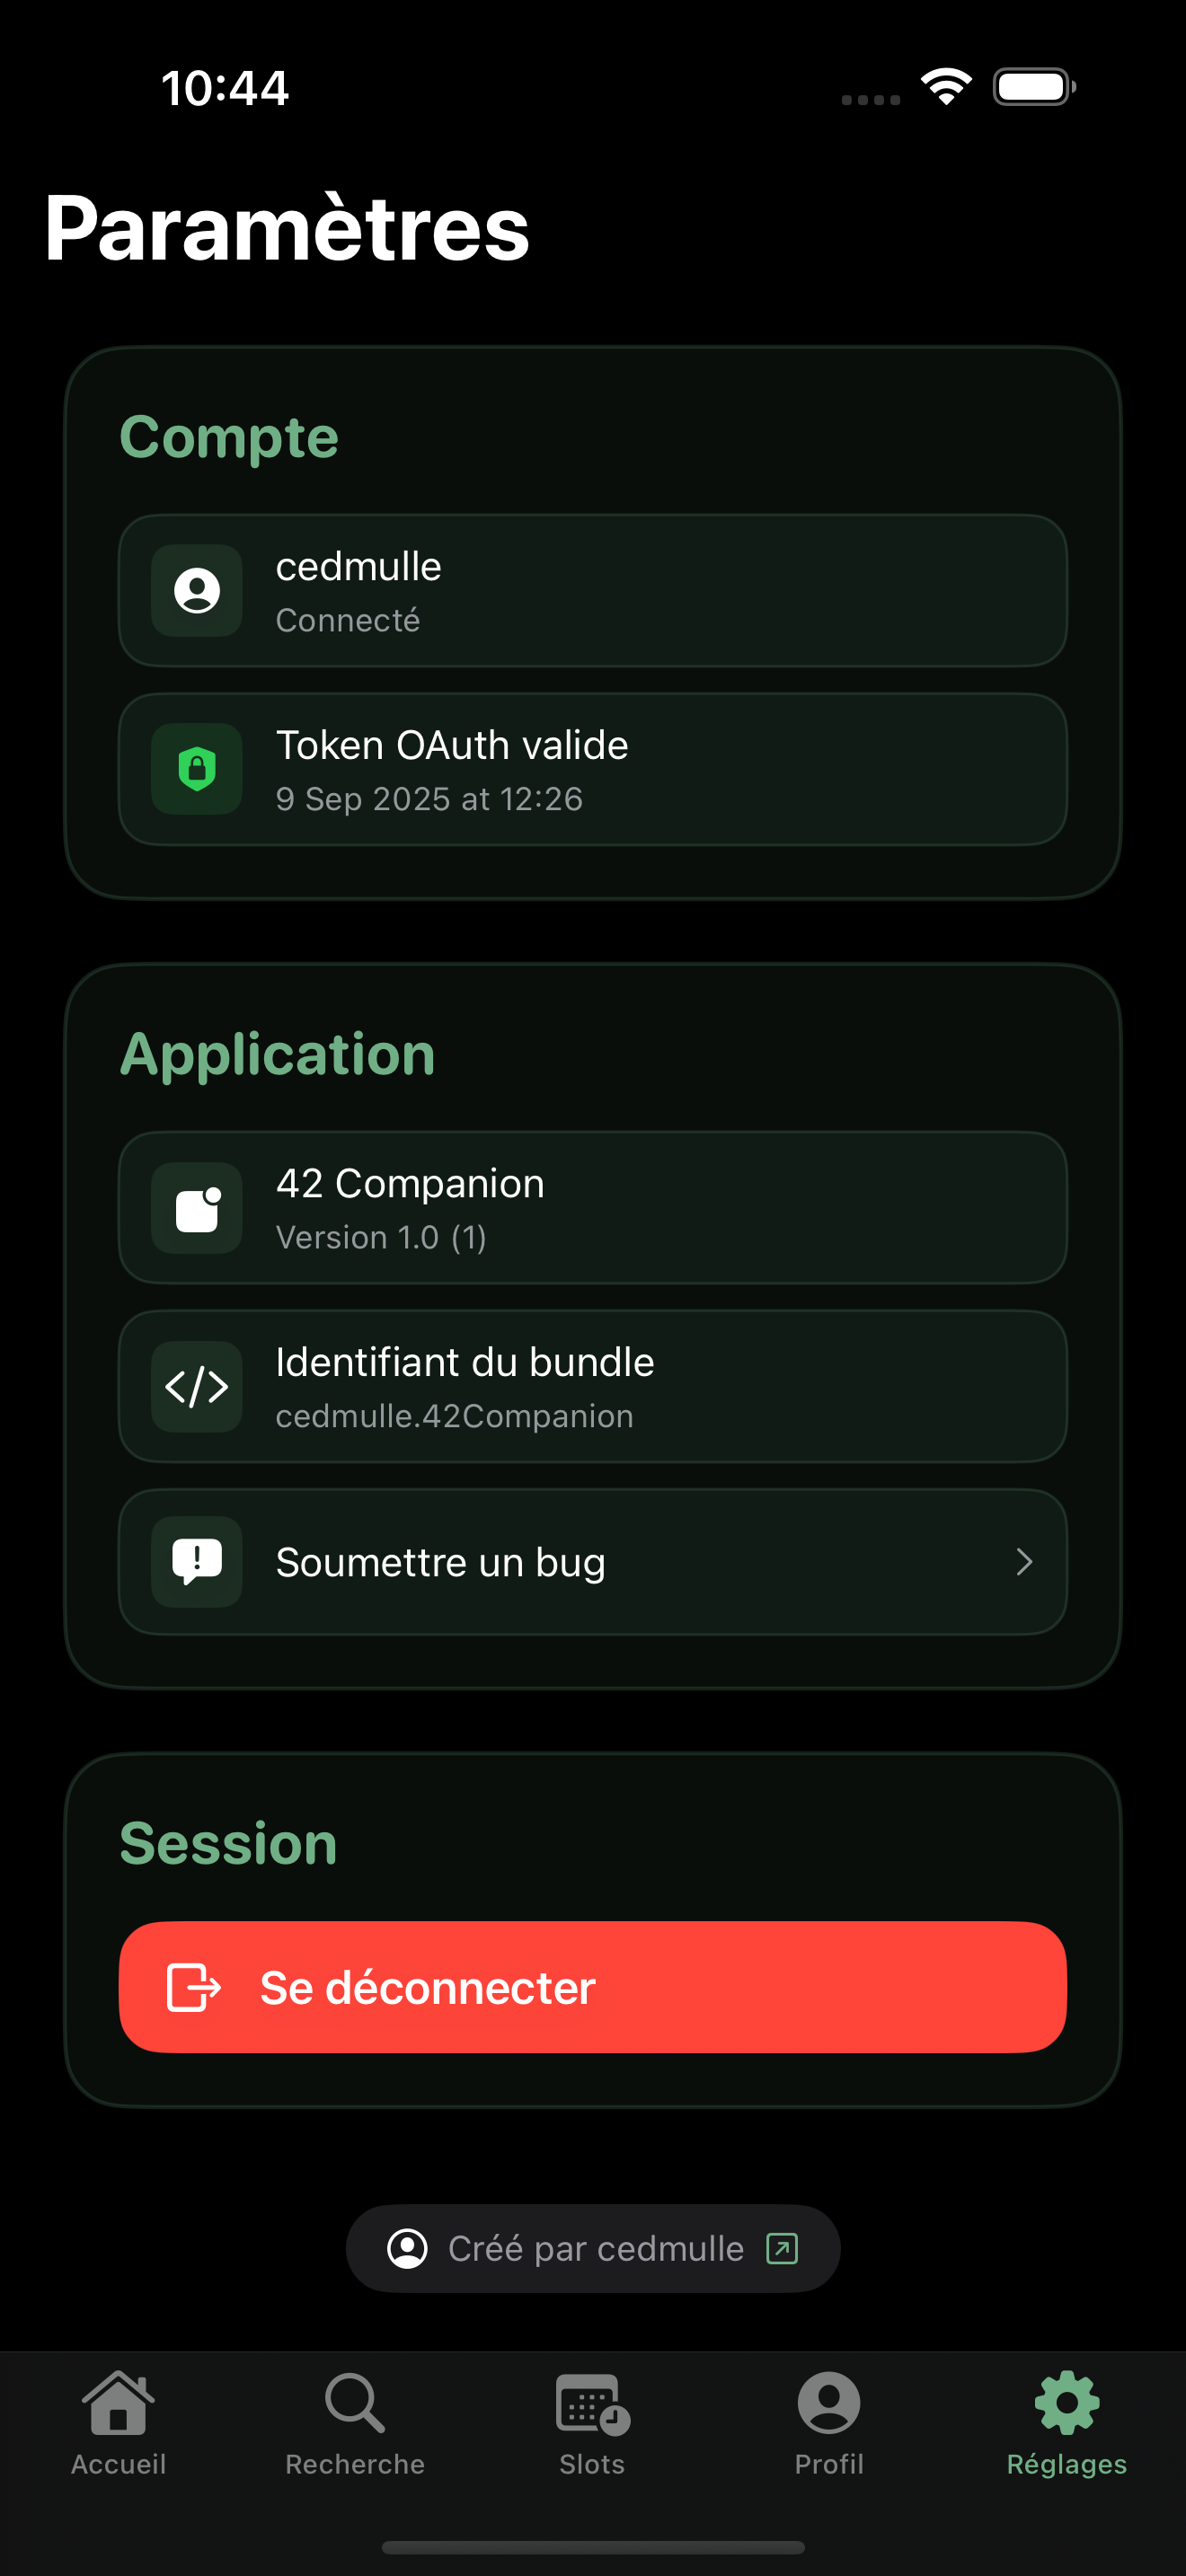 10:44
Paramètres
Compte
cedmulle
Connecté
Token OAuth valide
9 Sep 2025 at 12:26
Application
42 Companion
Version 1.0 (1)
Identifiant du bundle
cedmulle.42Companion
Soumettre un bug
Session
Se déconnecter
Créé par cedmulle
Accueil
Recherche
Slots
Profil
Réglages